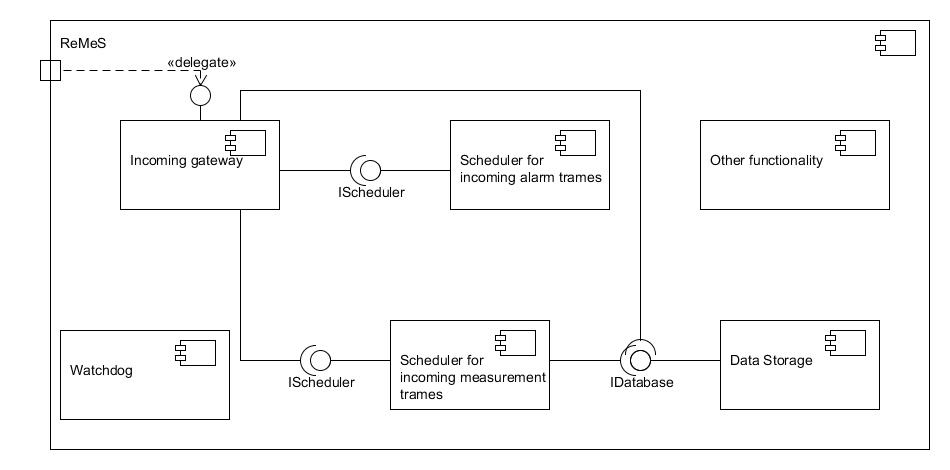 ReMeS
«delegate»
Incoming gateway
IScheduler
Scheduler for
incoming alarm trames
Other functionality
Watchdog
IScheduler
Scheduler for
incoming measurement
trames
IDatabase
Data Storage